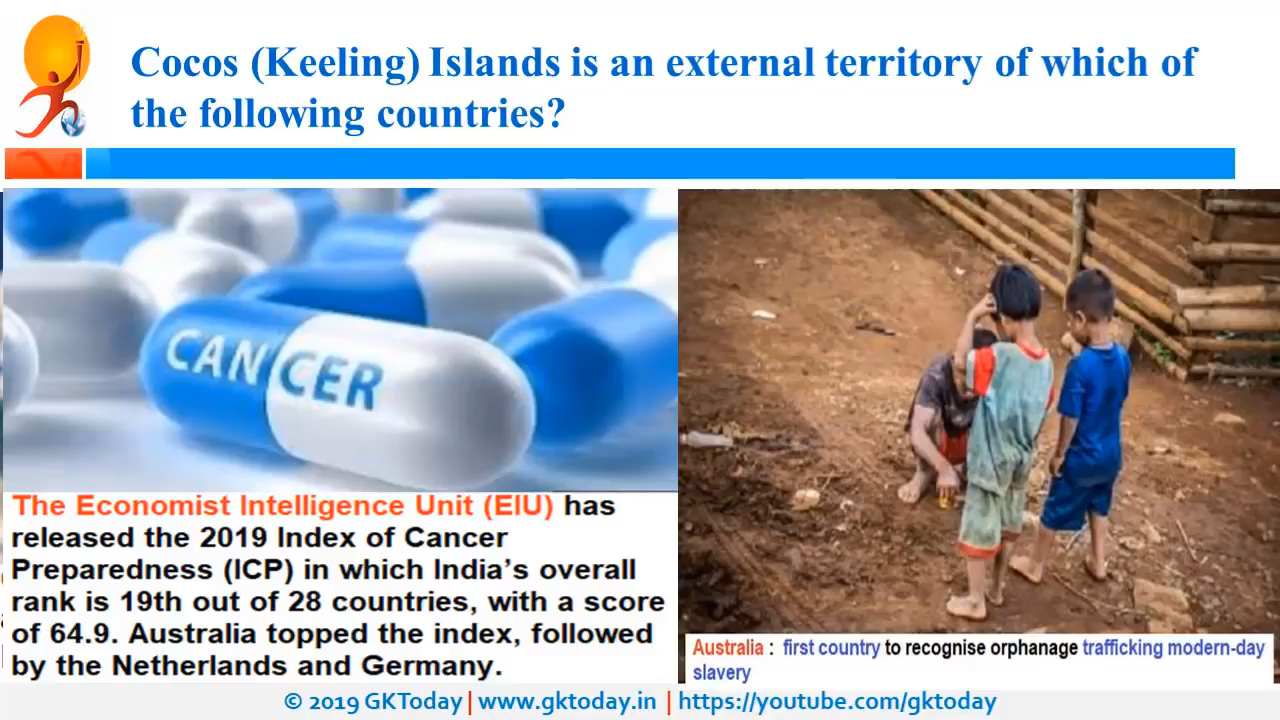 Cocos (Keeling) Islands is an external territory of which of
the following countries?
CANCER
The Economist Intelligence Unit (EIU) has
released the 2019 Index of Cancer
Preparedness (ICP) in which India's overall
rank is 19th out of 28 countries, with a score
of 64.9. Australia topped the index, followed
by the Netherlands and Germany.
Australia : first country to recognise orphanage trafficking modern-day
slavery
© 2019 GKToday | www.gktoday.in | https://youtube.com/gktoday